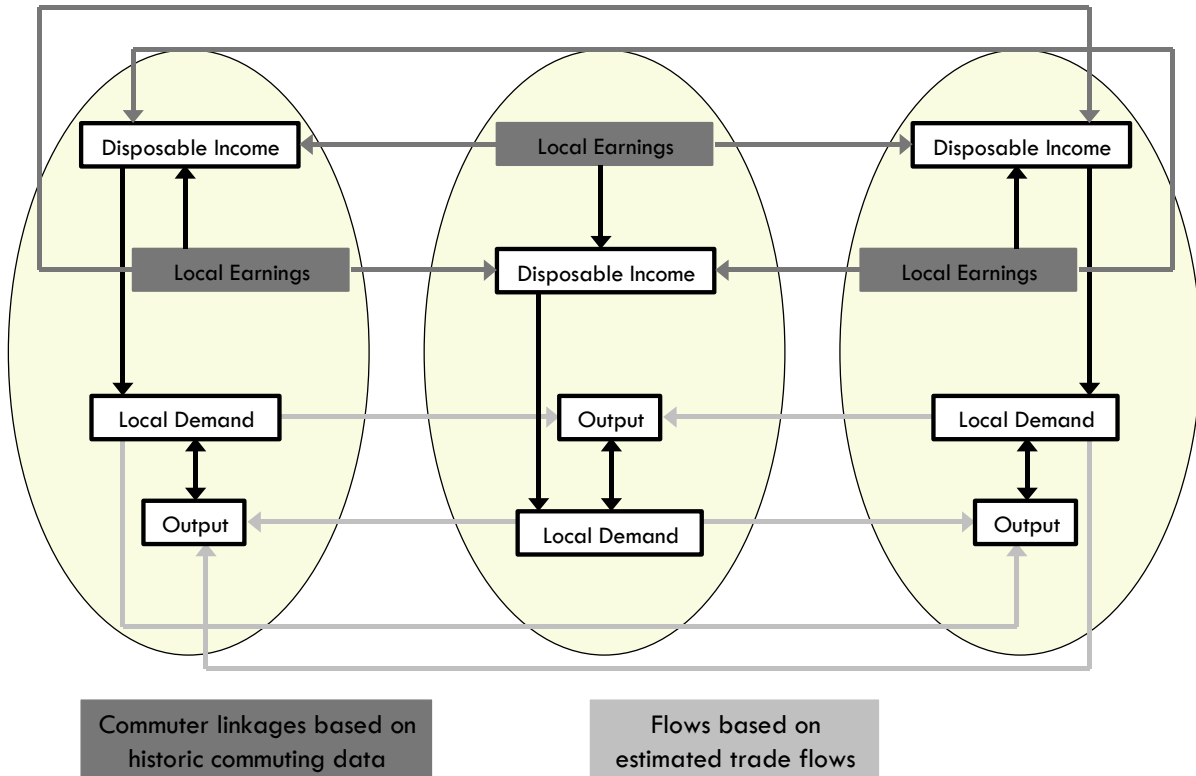 Disposable Income
Local Earnings
Disposable Income
Local Earnings
Disposable Income
Local Earnings
Local Demand
Output
Local Demand
Output
Local Demand
Output
Commuter linkages based on
historic commuting data
Flows based on
estimated trade flows